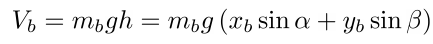 V_b = m_b g h = m_b g (x_b sin α + y_b sin β)